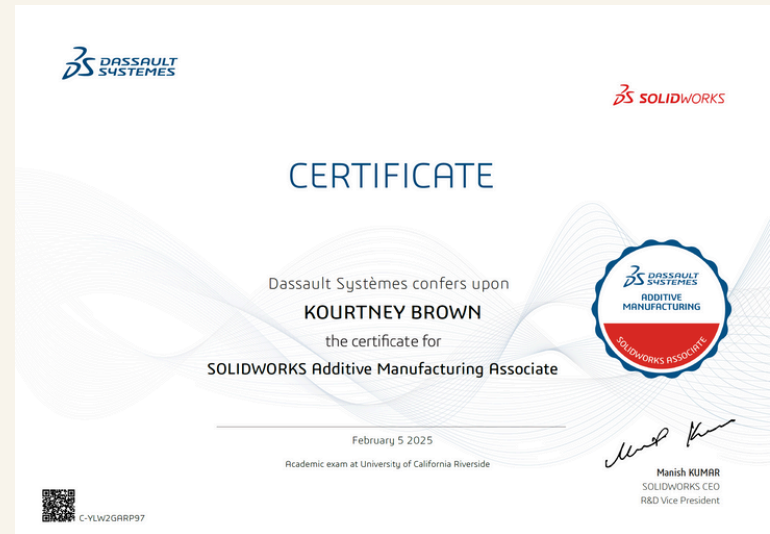 DASSAULT
SYSTEMES
SOLIDWORKS
CERTIFICATE
Dassault Systèmes confers upon
KOURTNEY BROWN
the certificate for
SOLIDWORKS Additive Manufacturing Associate
DASSAULT
SYSTEMES
ADDITIVE
MANUFACTURING
SOLIDWORKS ASSOCIATE
February 5 2025
Academic exam at University of California Riverside
Manish KUMAR
SOLIDWORKS CEO
R&D Vice President
C-YLW2GARP97